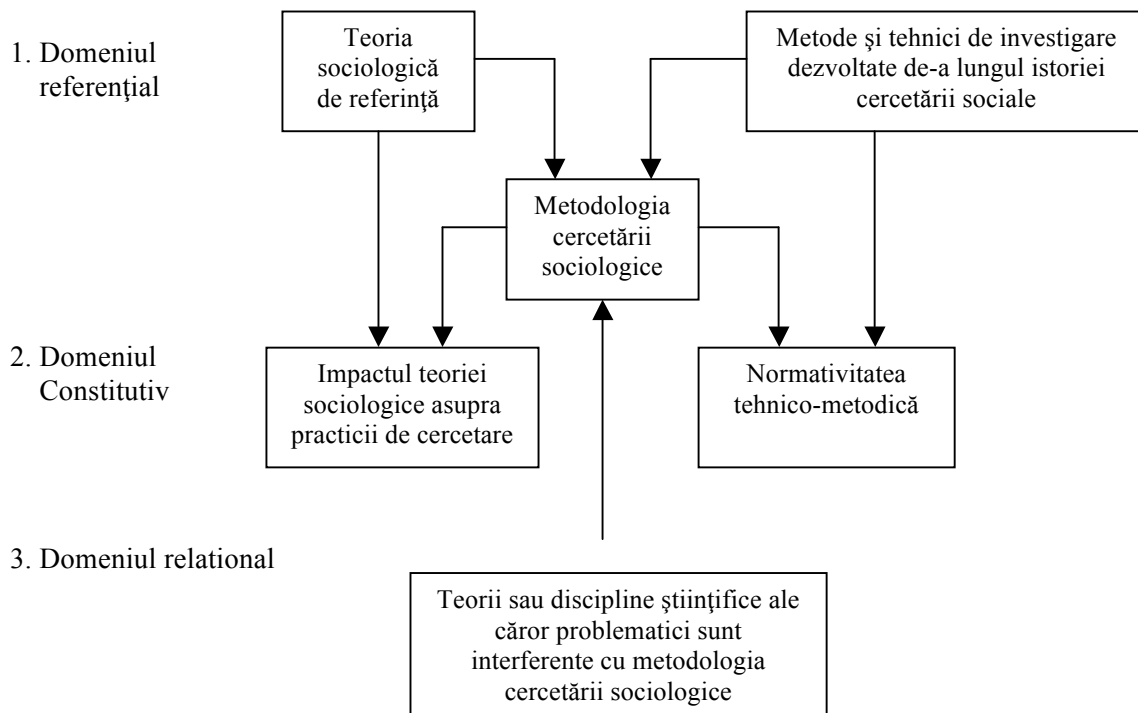 1. Domeniul
referenţial
Teoria
sociologică
de referinţă
Metode şi tehnici de investigare
dezvoltate de-a lungul istoriei
cercetării sociale
Metodologia
cercetării
sociologice
2. Domeniul
Constitutiv
Impactul teoriei
sociologice asupra
practicii de cercetare
Normativitatea
tehnico-metodică
3. Domeniul relational
Teorii sau discipline ştiinţifice ale
căror problematici sunt
interferente cu metodologia
cercetării sociologice